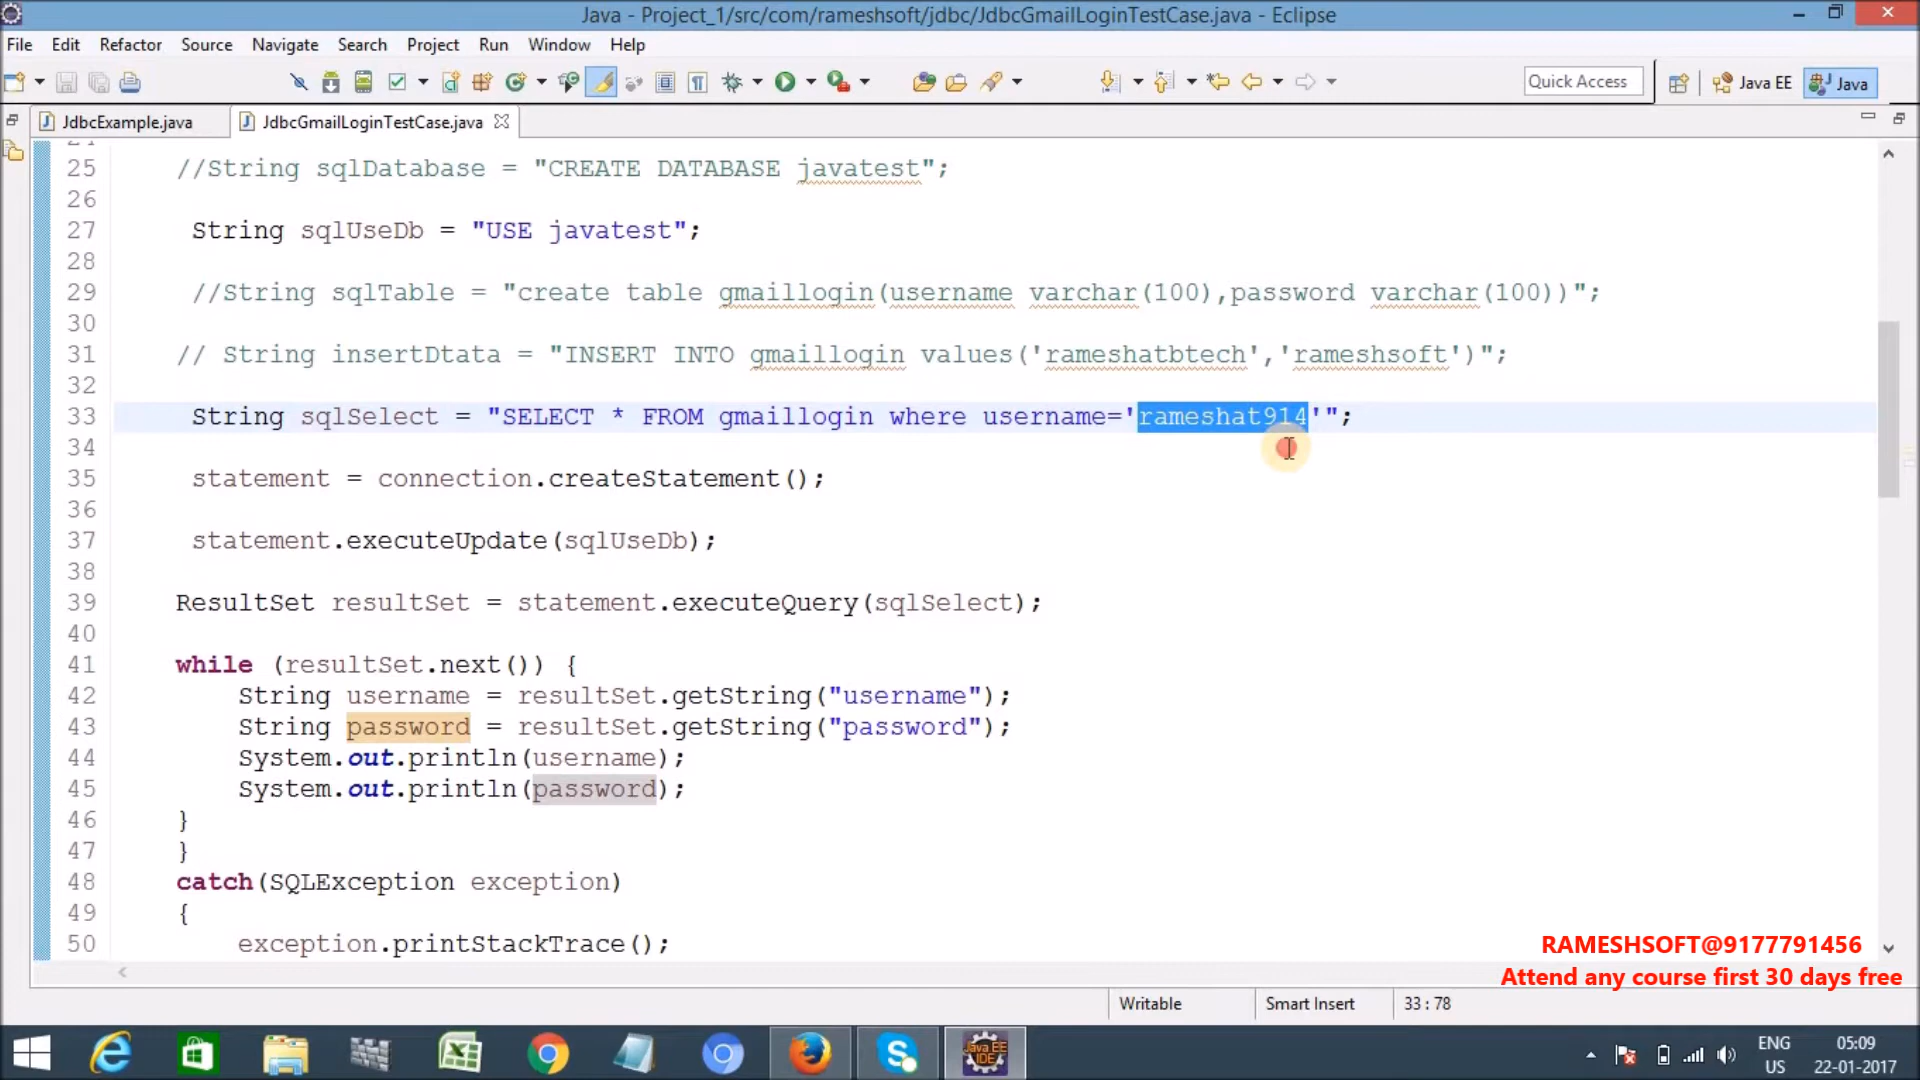 Java - Project_1/src/com/rameshsoft/jdbc/JdbcGmailLoginTestCase.java - Eclipse
File Edit Refactor Source Navigate Search Project Run Window Help
Quick Access
Java EE
Java
JdbcExample.java
JdbcGmailLoginTestCase.java
25 //String sqlDatabase = "CREATE DATABASE javatest";
26
27 String sqlUseDb = "USE javatest";
28
29 //String sqlTable = "create table gmaillogin(username varchar(100),password varchar(100))";
30
31 // String insertDtata = "INSERT INTO gmaillogin values('rameshatbtech','rameshsoft')";
32
33 String sqlSelect = "SELECT * FROM gmaillogin where username='rameshat914'";
34
35 statement = connection.createStatement();
36
37 statement.executeUpdate(sqlUseDb);
38
39 ResultSet resultSet = statement.executeQuery(sqlSelect);
40
41 while (resultSet.next()) {
42 String username = resultSet.getString("username");
43 String password = resultSet.getString("password");
44 System.out.println(username);
45 System.out.println(password);
46 }
47 }
48 catch(SQLException exception)
49 {
50 exception.printStackTrace();
RAMESHSOFT@9177791456
Attend any course first 30 days free
Writable
Smart Insert
33 : 78
Java EE
IDE
ENG
US
05:09
22-01-2017